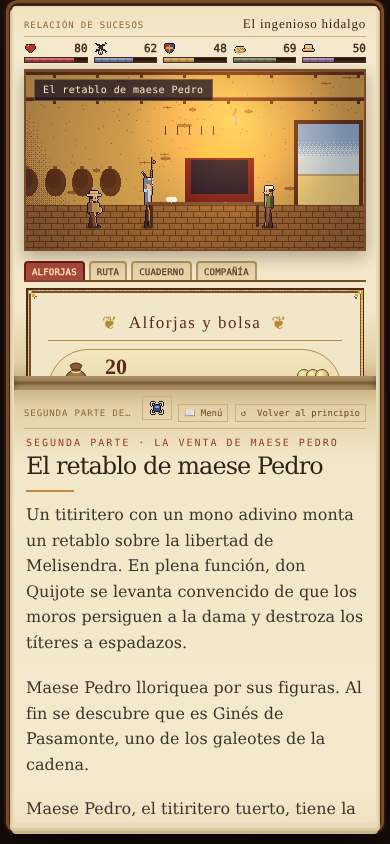 RELACIÓN DE SUCESOS
El ingenioso hidalgo
80 62 48 69 50
El retablo de maese Pedro
ALFORJAS RUTA CUADERNO COMPAÑÍA
Alforjas y bolsa
20
SEGUNDA PARTE DE… Menú ↺ Volver al principio
SEGUNDA PARTE · LA VENTA DE MAESE PEDRO
El retablo de maese Pedro
Un titiritero con un mono adivino monta
un retablo sobre la libertad de
Melisendra. En plena función, don
Quijote se levanta convencido de que los
moros persiguen a la dama y destroza los
títeres a espadazos.
Maese Pedro lloriquea por sus figuras. Al
fin se descubre que es Ginés de
Pasamonte, uno de los galeotes de la
cadena.
Maese Pedro, el titiritero tuerto, tiene la